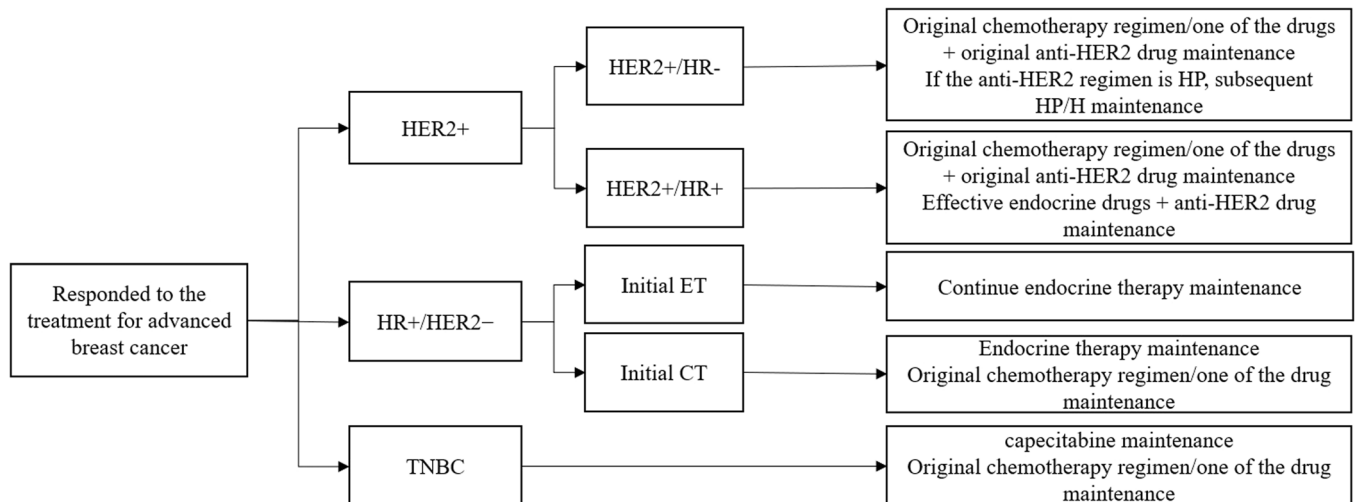 Responded to the
treatment for advanced
breast cancer
HER2+
HER2+/HR-
Original chemotherapy regimen/one of the drugs
+ original anti-HER2 drug maintenance
If the anti-HER2 regimen is HP, subsequent
HP/H maintenance
HER2+/HR+
Original chemotherapy regimen/one of the drugs
+ original anti-HER2 drug maintenance
Effective endocrine drugs + anti-HER2 drug
maintenance
HR+/HER2−
Initial ET
Continue endocrine therapy maintenance
Initial CT
Endocrine therapy maintenance
Original chemotherapy regimen/one of the drug
maintenance
TNBC
capecitabine maintenance
Original chemotherapy regimen/one of the drug
maintenance